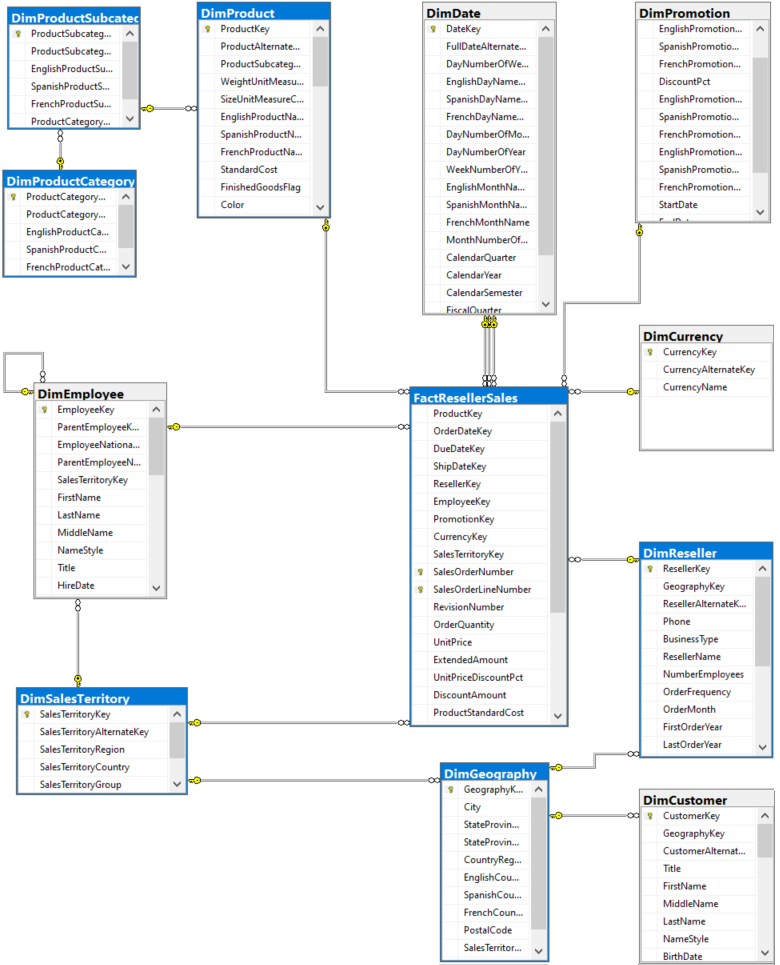 DimProductSubcatec
ProductSubcateg...
ProductSubcateg...
EnglishProductSu...
SpanishProductS...
FrenchProductSu...
ProductCategory...
DimProduct
ProductKey
ProductAlternate...
ProductSubcateg...
WeightUnitMeasu...
SizeUnitMeasureC...
EnglishProductNa...
SpanishProductN...
FrenchProductNa...
StandardCost
FinishedGoodsFlag
Color
DimDate
DateKey
FullDateAlternate...
DayNumberOfWe...
EnglishDayName...
SpanishDayName...
FrenchDayName...
DayNumberOfMo...
DayNumberOfYear
WeekNumberOfY...
EnglishMonthNa...
SpanishMonthNa...
FrenchMonthName
MonthNumberOf...
CalendarQuarter
CalendarYear
CalendarSemester
FiscalQuarter
DimPromotion
EnglishPromotion...
SpanishPromotio...
FrenchPromotion...
DiscountPct
EnglishPromotion...
SpanishPromotio...
FrenchPromotion...
EnglishPromotion...
SpanishPromotio...
FrenchPromotion...
StartDate
DimProductCategory
ProductCategory...
ProductCategory...
EnglishProductCa...
SpanishProductC...
FrenchProductCat...
DimCurrency
CurrencyKey
CurrencyAlternateKey
CurrencyName
DimEmployee
EmployeeKey
ParentEmployeeK...
EmployeeNationa...
ParentEmployeeN...
SalesTerritoryKey
FirstName
LastName
MiddleName
NameStyle
Title
HireDate
FactResellerSales
ProductKey
OrderDateKey
DueDateKey
ShipDateKey
ResellerKey
EmployeeKey
PromotionKey
CurrencyKey
SalesTerritoryKey
SalesOrderNumber
SalesOrderLineNumber
RevisionNumber
OrderQuantity
UnitPrice
ExtendedAmount
UnitPriceDiscountPct
DiscountAmount
ProductStandardCost
DimReseller
ResellerKey
GeographyKey
ResellerAlternateK...
Phone
BusinessType
ResellerName
NumberEmployees
OrderFrequency
OrderMonth
FirstOrderYear
LastOrderYear
DimSalesTerritory
SalesTerritoryKey
SalesTerritoryAlternateKey
SalesTerritoryRegion
SalesTerritoryCountry
SalesTerritoryGroup
DimGeography
GeographyK...
City
StateProvin...
StateProvin...
CountryReg...
EnglishCou...
SpanishCou...
FrenchCoun...
PostalCode
SalesTerritor...
DimCustomer
CustomerKey
GeographyKey
CustomerAlternat...
Title
FirstName
MiddleName
LastName
NameStyle
BirthDate